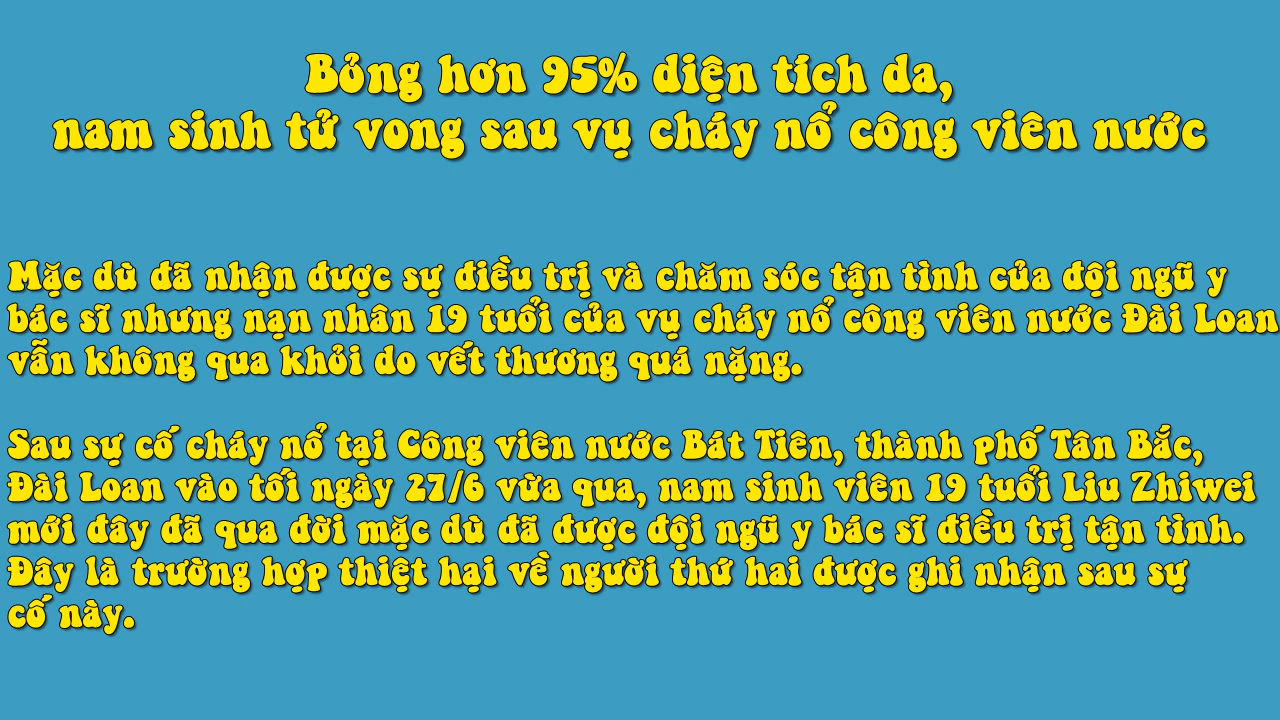 Bỏng hơn 95% diện tích da,
nam sinh tử vong sau vụ cháy nổ công viên nước
Mặc dù đã nhận được sự điều trị và chăm sóc tận tình của đội ngũ y
bác sĩ nhưng nạn nhân 19 tuổi của vụ cháy nổ công viên nước Đài Loan
vẫn không qua khỏi do vết thương quá nặng.
Sau sự cố cháy nổ tại Công viên nước Bát Tiên, thành phố Tân Bắc,
Đài Loan vào tối ngày 27/6 vừa qua, nam sinh viên 19 tuổi Liu Zhiwei
mới đây đã qua đời mặc dù đã được đội ngũ y bác sĩ điều trị tận tình.
Đây là trường hợp thiệt hại về người thứ hai được ghi nhận sau sự
cố này.